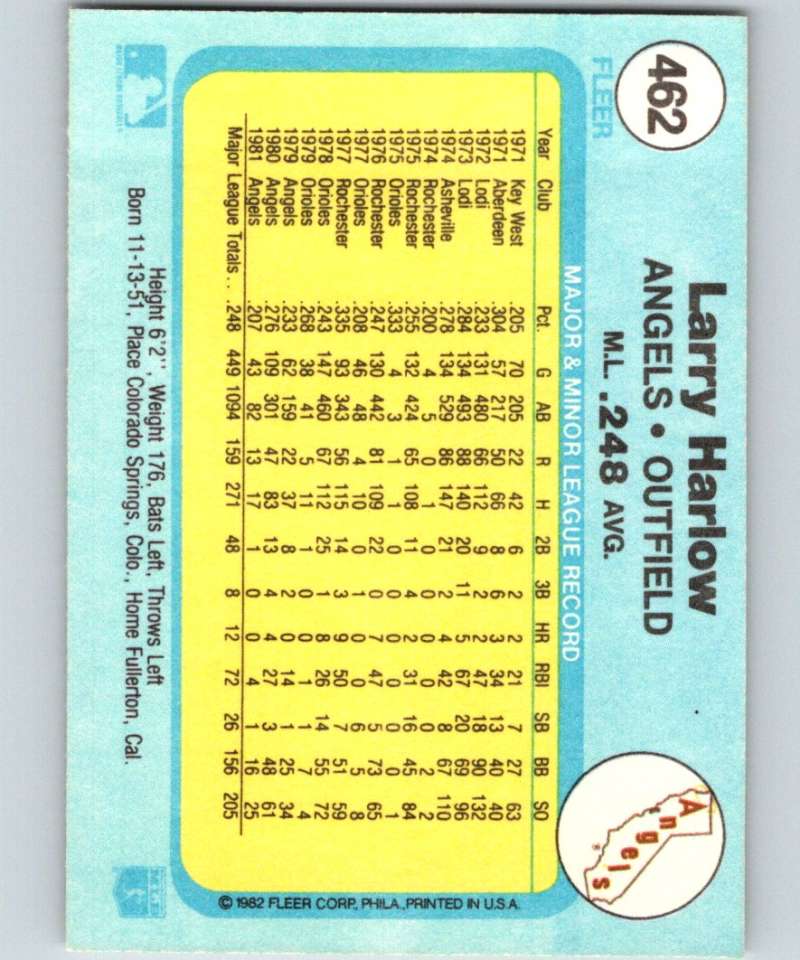 462
FLEER
Larry Harlow
ANGELS • OUTFIELD
M.L. .248 AVG.
Angels
MAJOR & MINOR LEAGUE RECORD
Year Club Pct. G AB R H 2B 3B HR RBI SB BB SO
1971 Key West .205 70 205 22 42 6 2 2 21 7 27 63
1971 Aberdeen .304 57 217 50 66 8 6 3 34 13 40 40
1972 Lodi .233 131 480 66 112 9 2 2 47 18 90 132
1973 Lodi .284 134 493 88 140 20 11 5 67 20 69 96
1974 Asheville .278 134 529 86 147 21 2 4 42 8 67 110
1974 Rochester .200 4 5 0 1 0 0 0 0 0 2 2
1975 Rochester .255 132 424 65 108 11 4 2 31 16 45 84
1975 Orioles .333 4 3 1 1 0 0 0 0 0 0 1
1976 Rochester .247 130 442 81 109 22 0 7 47 5 73 65
1977 Orioles .208 46 48 4 10 0 1 0 0 6 5 8
1977 Rochester .335 93 343 56 115 14 3 9 50 7 51 59
1978 Orioles .243 147 460 67 112 25 1 8 26 14 55 72
1979 Orioles .268 38 41 5 11 1 0 0 1 1 7 4
1979 Angels .233 62 159 22 37 8 2 0 14 1 25 34
1980 Angels .276 109 301 47 83 13 4 4 27 3 48 61
1981 Angels .207 43 82 13 17 1 0 0 4 1 16 25
Major League Totals . . .248 449 1094 159 271 48 8 12 72 26 156 205
© 1982 FLEER CORP., PHILA., PRINTED IN U.S.A.
Height 6'2", Weight 176, Bats Left, Throws Left
Born 11-13-51, Place Colorado Springs, Colo., Home Fullerton, Cal.